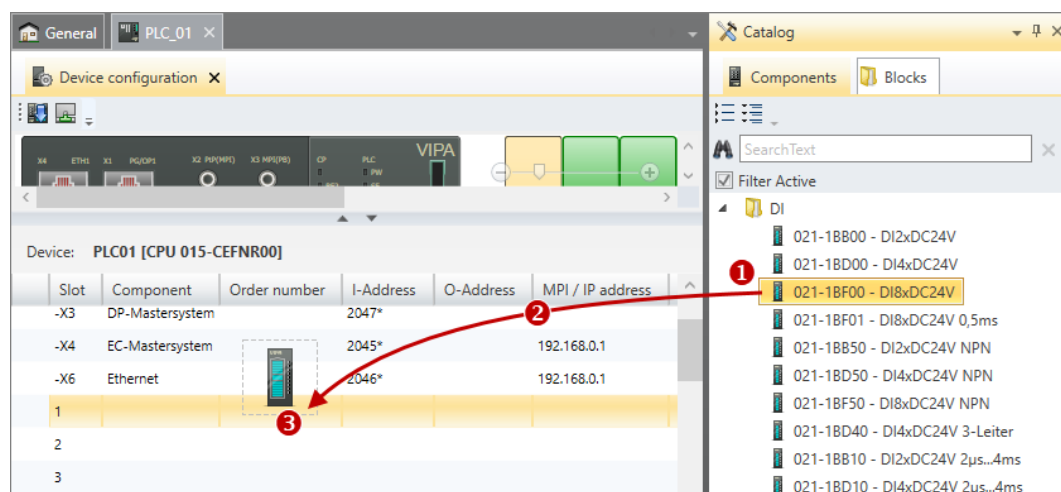 General
PLC_01
Catalog
Device configuration
Components
Blocks
X4 ETH1 X1 PG/OP1 X2 PtP(MPI) X3 MPI(PB) CP PLC VIPA
PW
SearchText
Filter Active
DI
021-1BB00 - DI2xDC24V
021-1BD00 - DI4xDC24V
1
021-1BF00 - DI8xDC24V
021-1BF01 - DI8xDC24V 0,5ms
021-1BB50 - DI2xDC24V NPN
021-1BD50 - DI4xDC24V NPN
021-1BF50 - DI8xDC24V NPN
021-1BD40 - DI4xDC24V 3-Leiter
021-1BB10 - DI2xDC24V 2µs...4ms
021-1BD10 - DI4xDC24V 2µs...4ms
Device: PLC01 [CPU 015-CEFNR00]
Slot Component Order number I-Address O-Address MPI / IP address
-X3 DP-Mastersystem 2047*
2
-X4 EC-Mastersystem 2045* 192.168.0.1
-X6 Ethernet 2046* 192.168.0.1
1
3
2
3